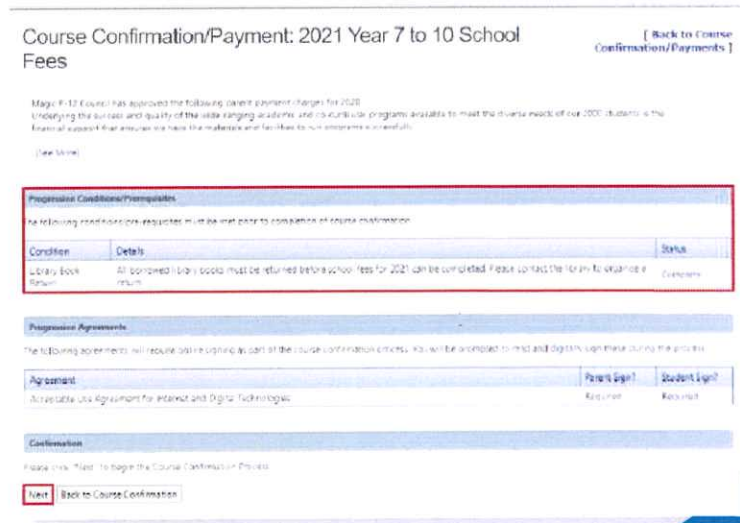 Course Confirmation/Payment: 2021 Year 7 to 10 School
Fees
[ Back to Course
Confirmation/Payments ]
Magic P-12 Council has approved the following parent payment charges for 2020
Underlying the success and quality of the wide ranging academic and co-curricular programs available to meet the diverse needs of our 2000 students is the
financial support that ensures we have the materials and facilities to run programs successfully.
(See More)
Progression Conditions/Prerequisites
The following conditions/pre-requisites must be met prior to completion of course confirmation
Condition Details Status
Library Book All borrowed library books must be returned before school fees for 2021 can be completed. Please contact the library to organise a
Return return
Progression Agreements
The following agreements will require online signing as part of the course confirmation process. You will be prompted to read and digitally sign these during the process
Agreement Parent Sign? Student Sign?
Acceptable Use Agreement for Internet and Digital Technologies Required Required
Confirmation
Please click "Next" to begin the Course Confirmation Process
Next Back to Course Confirmation